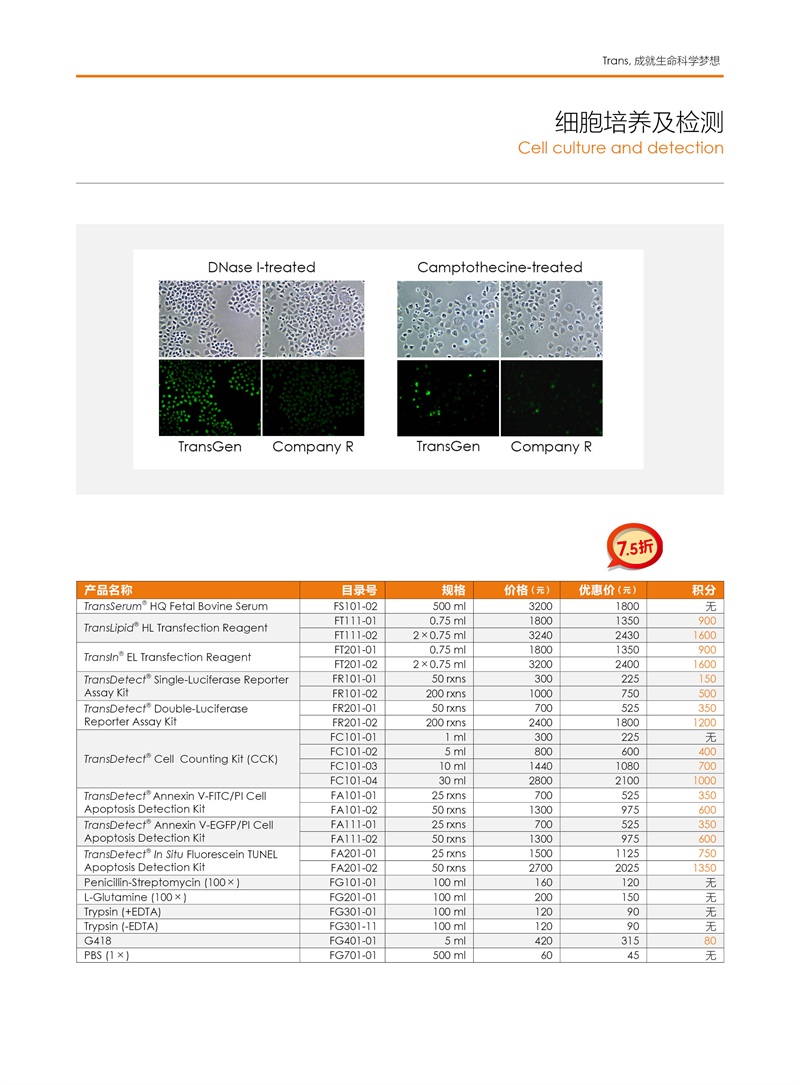 Trans, 成就生命科学梦想
细胞培养及检测
Cell culture and detection
DNase I-treated Camptothecine-treated
TransGen Company R TransGen Company R
7.5折
产品名称 目录号 规格 价格（元） 优惠价（元） 积分
TransSerum® HQ Fetal Bovine Serum FS101-02 500 ml 3200 1800 无
TransLipid® HL Transfection Reagent FT111-01 0.75 ml 1800 1350 900
FT111-02 2×0.75 ml 3240 2430 1600
TransIn® EL Transfection Reagent FT201-01 0.75 ml 1800 1350 900
FT201-02 2×0.75 ml 3200 2400 1600
TransDetect® Single-Luciferase Reporter FR101-01 50 rxns 300 225 150
Assay Kit FR101-02 200 rxns 1000 750 500
TransDetect® Double-Luciferase FR201-01 50 rxns 700 525 350
Reporter Assay Kit FR201-02 200 rxns 2400 1800 1200
TransDetect® Cell Counting Kit (CCK) FC101-01 1 ml 300 225 无
FC101-02 5 ml 800 600 400
FC101-03 10 ml 1440 1080 700
FC101-04 30 ml 2800 2100 1000
TransDetect® Annexin V-FITC/PI Cell FA101-01 25 rxns 700 525 350
Apoptosis Detection Kit FA101-02 50 rxns 1300 975 600
TransDetect® Annexin V-EGFP/PI Cell FA111-01 25 rxns 700 525 350
Apoptosis Detection Kit FA111-02 50 rxns 1300 975 600
TransDetect® In Situ Fluorescein TUNEL FA201-01 25 rxns 1500 1125 750
Apoptosis Detection Kit FA201-02 50 rxns 2700 2025 1350
Penicillin-Streptomycin (100×) FG101-01 100 ml 160 120 无
L-Glutamine (100×) FG201-01 100 ml 200 150 无
Trypsin (+EDTA) FG301-01 100 ml 120 90 无
Trypsin (-EDTA) FG301-11 100 ml 120 90 无
G418 FG401-01 5 ml 420 315 80
PBS (1×) FG701-01 500 ml 60 45 无